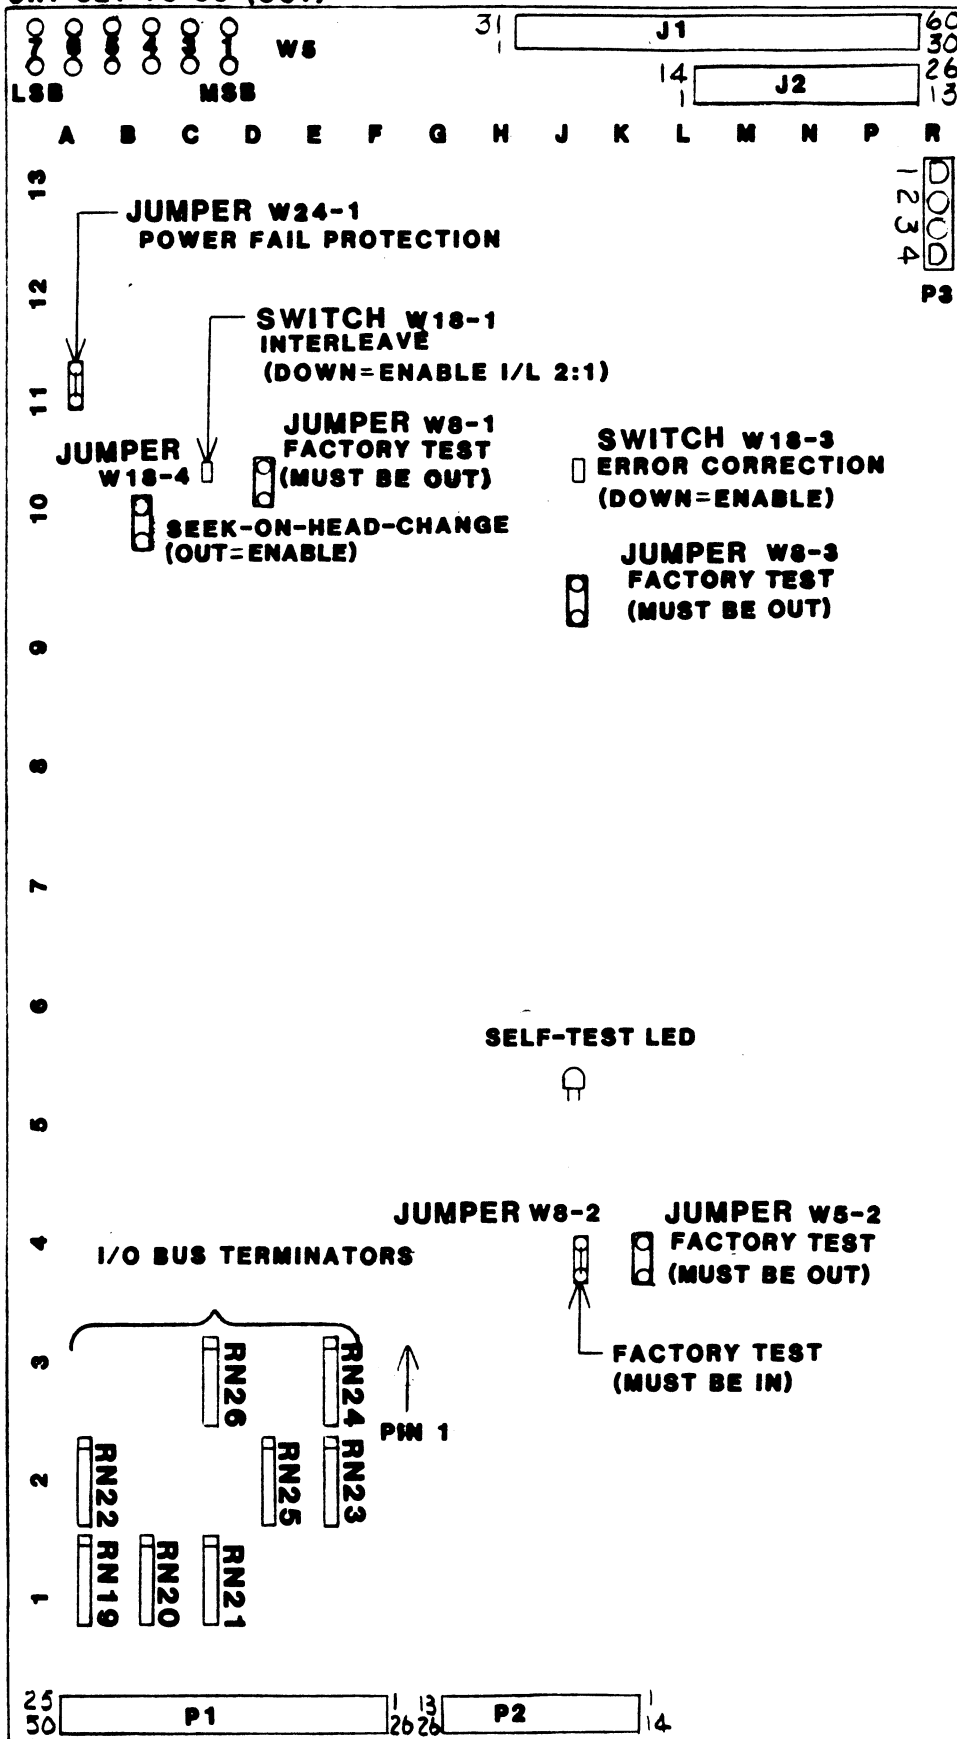 7 6 5 4 3 1 W5
LSB MSB
31 J1 60
1 30
14 J2 26
1 13
A B C D E F G H J K L M N P R
13
1
2
3
4
P3
JUMPER W24-1
POWER FAIL PROTECTION
12
SWITCH W18-1
INTERLEAVE
(DOWN=ENABLE I/L 2:1)
11
JUMPER
W18-4
JUMPER W8-1
FACTORY TEST
(MUST BE OUT)
SWITCH W18-3
ERROR CORRECTION
(DOWN=ENABLE)
10
SEEK-ON-HEAD-CHANGE
(OUT=ENABLE)
JUMPER W8-3
FACTORY TEST
(MUST BE OUT)
9
8
7
6
SELF-TEST LED
5
JUMPER W8-2
JUMPER W5-2
FACTORY TEST
(MUST BE OUT)
4
I/O BUS TERMINATORS
FACTORY TEST
(MUST BE IN)
3
RN26
RN24
PIN 1
2
RN22
RN25
RN23
1
RN19
RN20
RN21
25 P1 1
50 26
13 P2 1
26 14